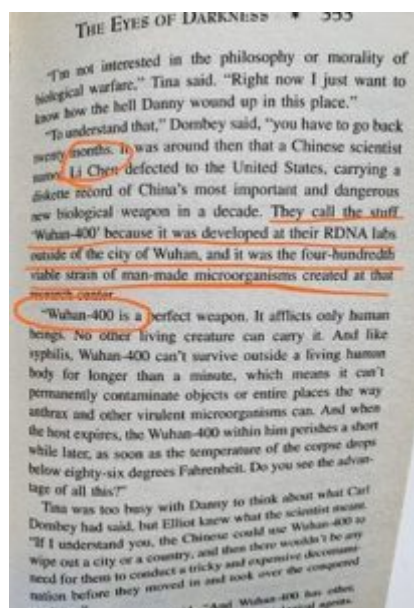 THE EYES OF DARKNESS • 353
"I'm not interested in the philosophy or morality of
biological warfare," Tina said. "Right now I just want to
know how the hell Danny wound up in this place."
"To understand that," Dombey said, "you have to go back
twenty months. It was around then that a Chinese scientist
named Li Chen defected to the United States, carrying a
diskette record of China's most important and dangerous
new biological weapon in a decade. They call the stuff
'Wuhan-400' because it was developed at their RDNA labs
outside of the city of Wuhan, and it was the four-hundredth
viable strain of man-made microorganisms created at that
research center.
"Wuhan-400 is a perfect weapon. It afflicts only human
beings. No other living creature can carry it. And like
syphilis, Wuhan-400 can't survive outside a living human
body for longer than a minute, which means it can't
permanently contaminate objects or entire places the way
anthrax and other virulent microorganisms can. And when
the host expires, the Wuhan-400 within him perishes a short
while later, as soon as the temperature of the corpse drops
below eighty-six degrees Fahrenheit. Do you see the advan-
tage of all this?"
Tina was too busy with Danny to think about what Carl
Dombey had said, but Elliot knew what the scientist meant.
"If I understand you, the Chinese could use Wuhan-400 to
wipe out a city or a country, and then there wouldn't be any
need for them to conduct a tricky and expensive decontami-
nation before they moved in and took over the conquered
"And Wuhan-400 has other,